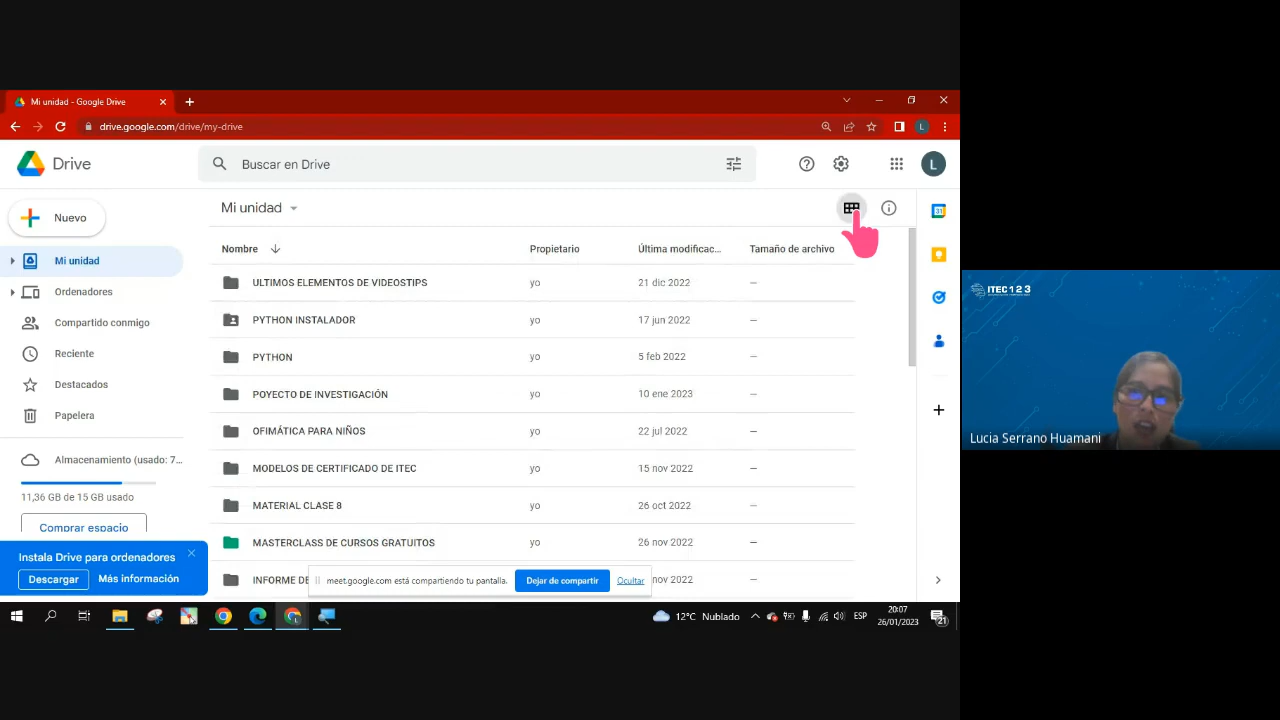 Mi unidad - Google Drive
drive.google.com/drive/my-drive
Drive
Buscar en Drive
L
Nuevo
Mi unidad
Ordenadores
Compartido conmigo
Reciente
Destacados
Papelera
Almacenamiento (usado: 7...
11,36 GB de 15 GB usado
Comprar espacio
Instala Drive para ordenadores
Descargar Más información
Mi unidad
Nombre Propietario Última modificac... Tamaño de archivo
ULTIMOS ELEMENTOS DE VIDEOSTIPS yo 21 dic 2022 —
PYTHON INSTALADOR yo 17 jun 2022 —
PYTHON yo 5 feb 2022 —
POYECTO DE INVESTIGACIÓN yo 10 ene 2023 —
OFIMÁTICA PARA NIÑOS yo 22 jul 2022 —
MODELOS DE CERTIFICADO DE ITEC yo 15 nov 2022 —
MATERIAL CLASE 8 yo 26 oct 2022 —
MASTERCLASS DE CURSOS GRATUITOS yo 26 nov 2022 —
INFORME DE nov 2022 —
meet.google.com está compartiendo tu pantalla. Dejar de compartir Ocultar
31
12°C Nublado ESP
20:07
26/01/2023
21
ITEC 1 2 3
Lucia Serrano Huamani